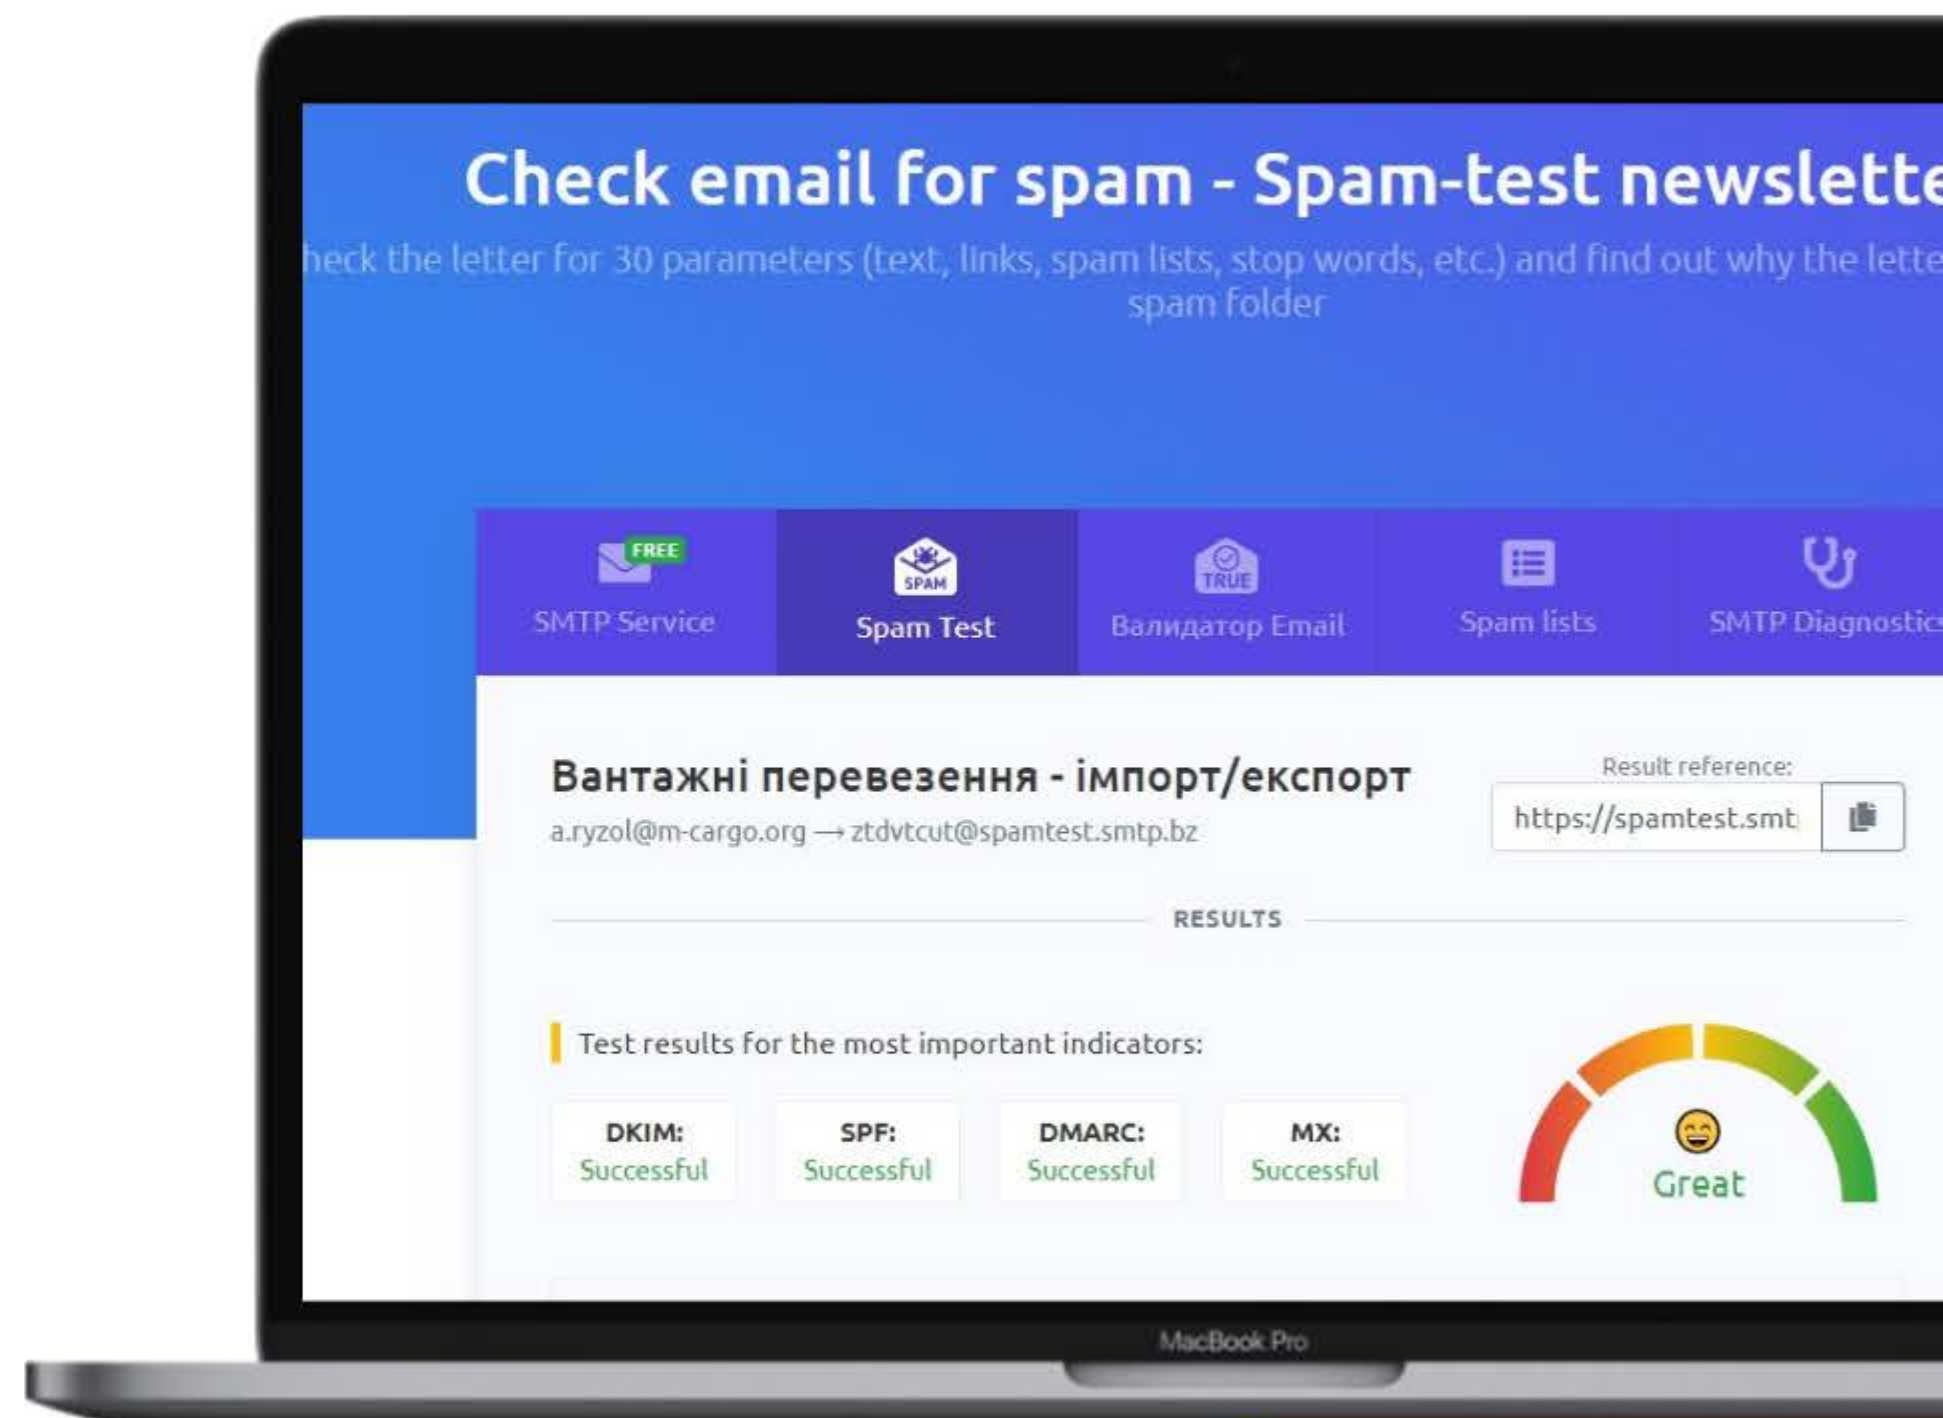 Check email for spam - Spam-test newslette
heck the letter for 30 parameters (text, links, spam lists, stop words, etc.) and find out why the lette
spam folder
FREE
SPAM
TRUE
SMTP Service
Spam Test
Валидатор Email
Spam lists
SMTP Diagnostics
Вантажні перевезення - імпорт/експорт
Result reference:
a.ryzol@m-cargo.org → ztdvtcut@spamtest.smtp.bz
https://spamtest.smt
RESULTS
Test results for the most important indicators:
DKIM:
Successful
SPF:
Successful
DMARC:
Successful
MX:
Successful
Great
MacBook Pro